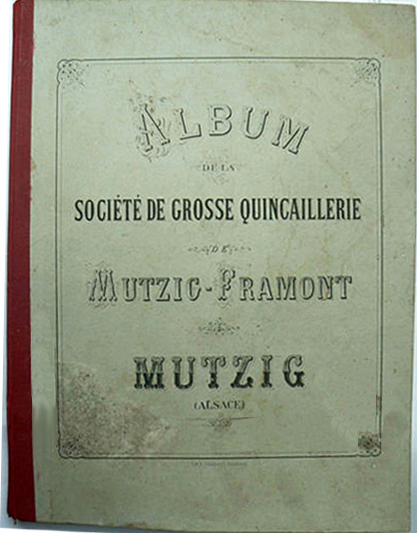 ALBUM
DE LA
SOCIÉTÉ DE GROSSE QUINCAILLERIE
DE
MUTZIG-FRAMONT
À
MUTZIG
(ALSACE)